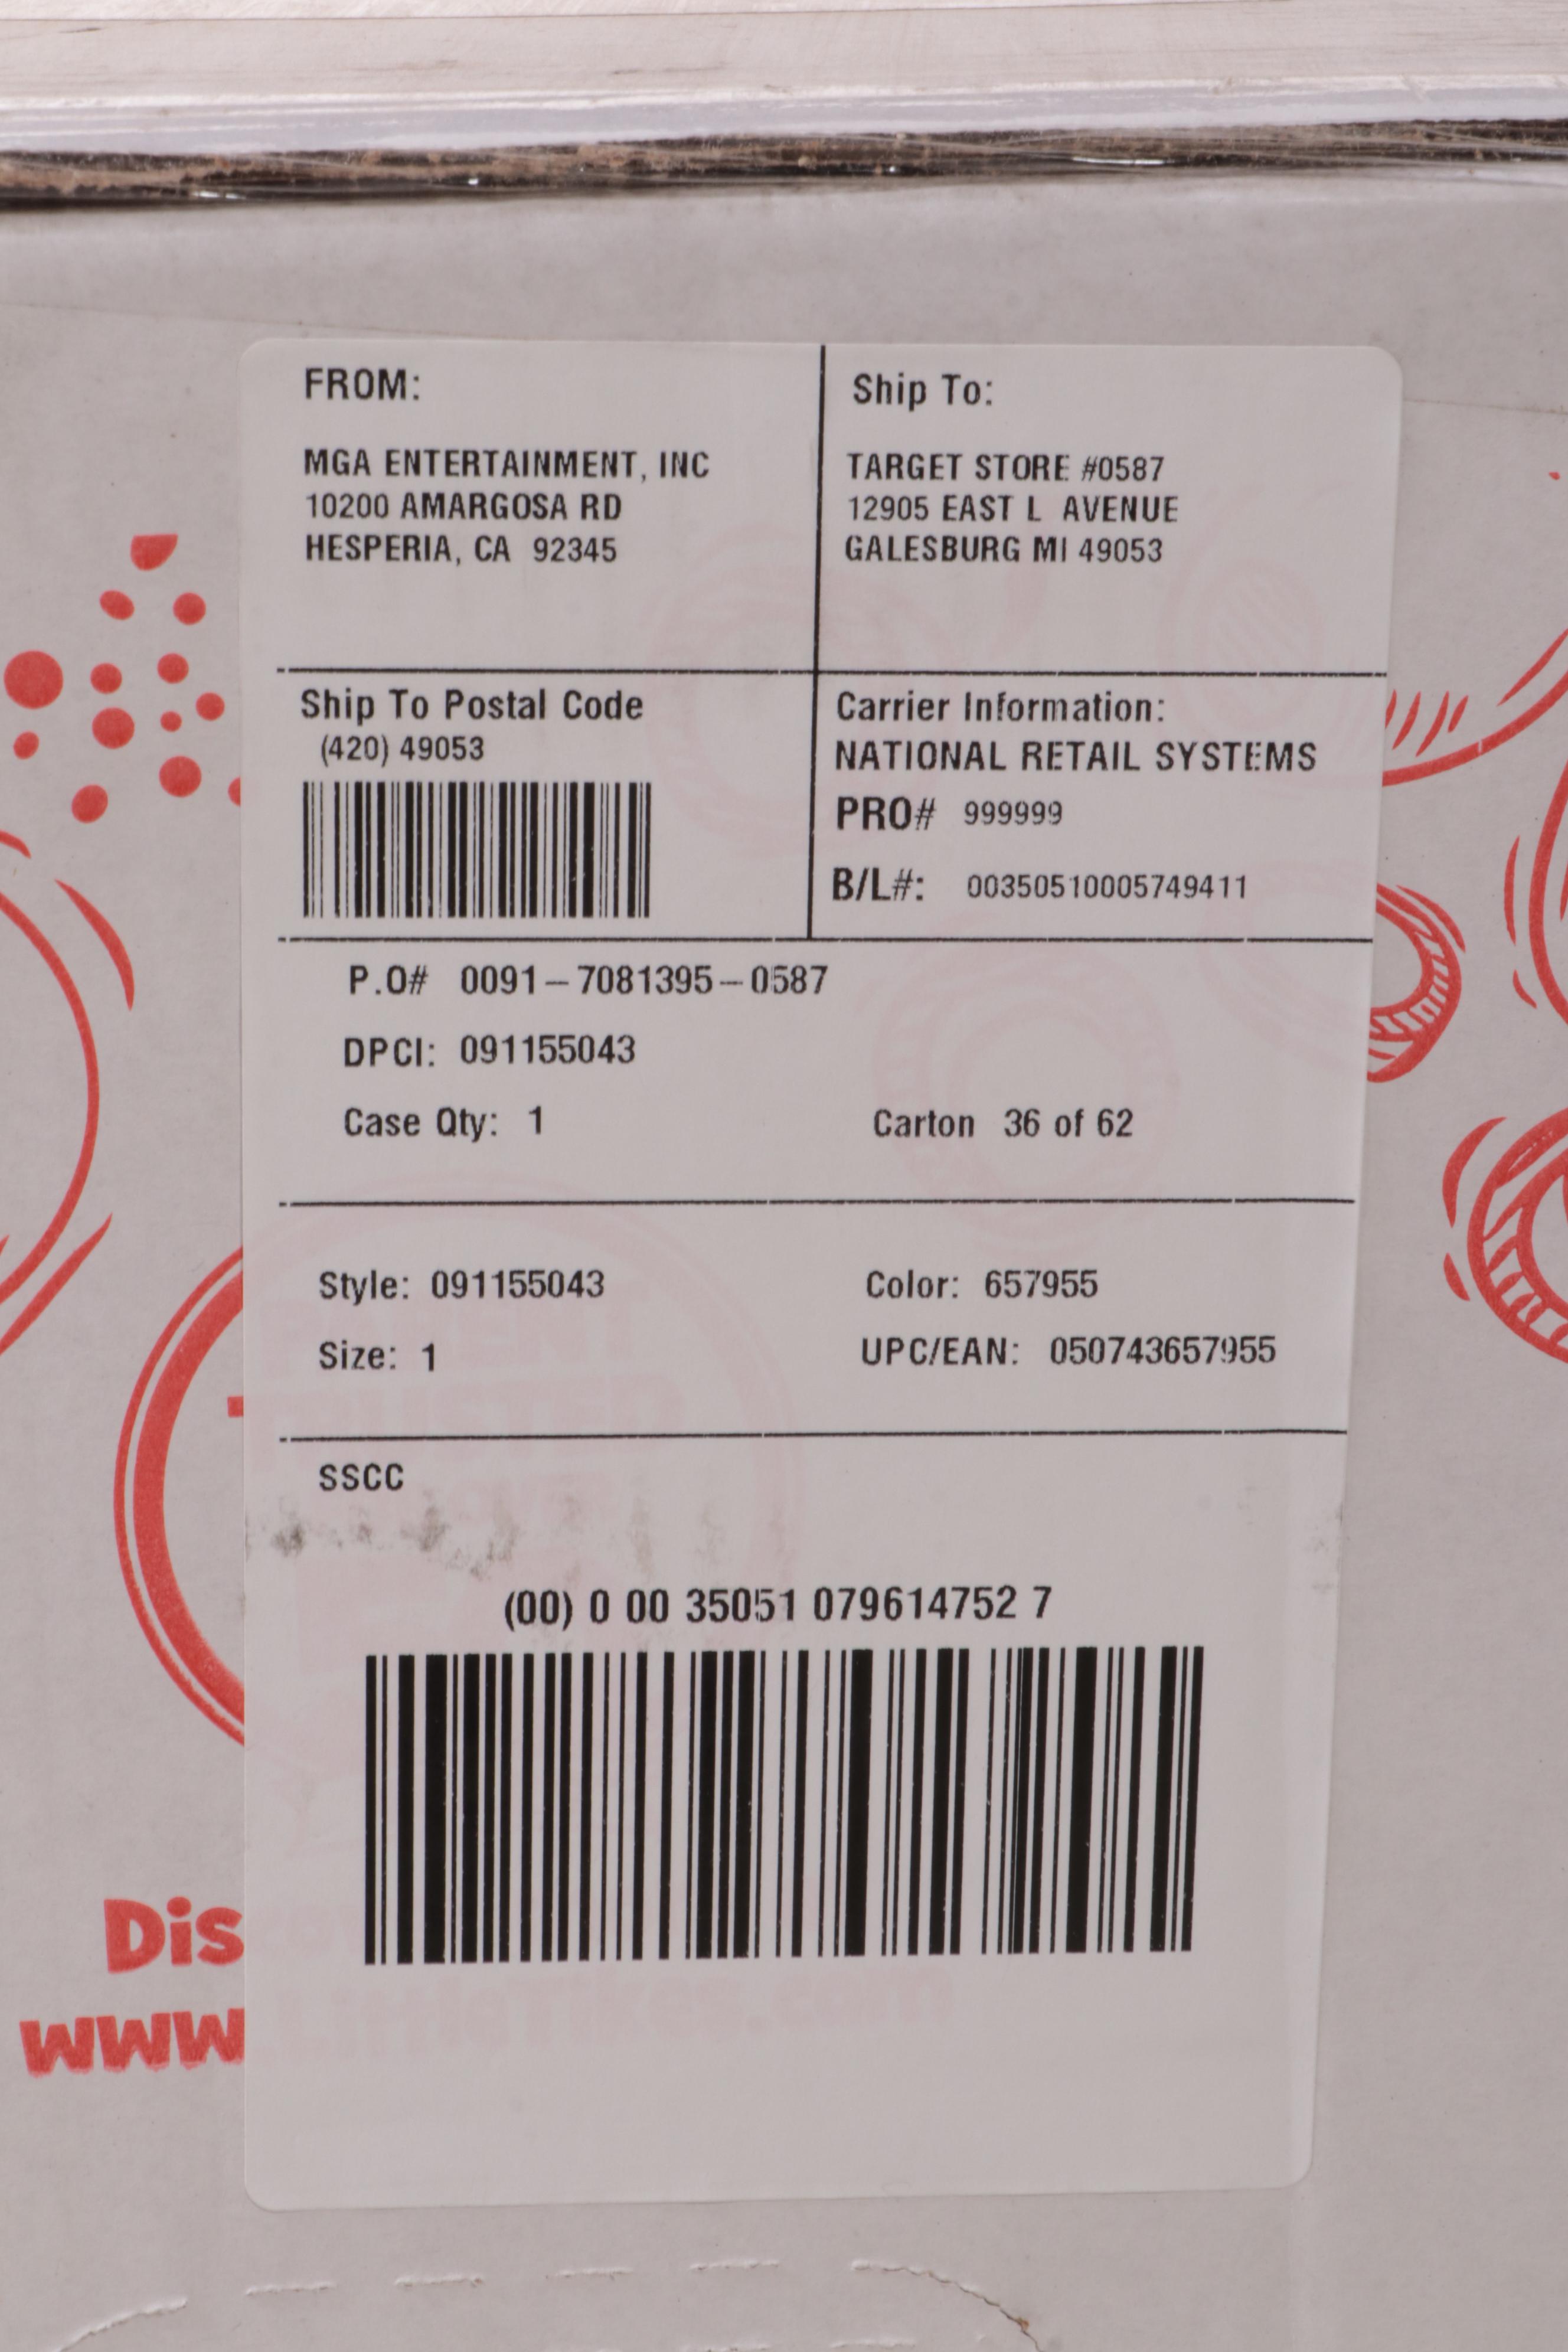 FROM:
MGA ENTERTAINMENT, INC
10200 AMARGOSA RD
HESPERIA, CA 92345
Ship To:
TARGET STORE #0587
12905 EAST L AVENUE
GALESBURG MI 49053
Ship To Postal Code
(420) 49053
Carrier Information:
NATIONAL RETAIL SYSTEMS
PRO# 999999
B/L#: 00350510005749411
P.O# 0091-7081395-0587
DPCI: 091155043
Case Qty: 1
Carton 36 of 62
Style: 091155043
Color: 657955
Size: 1
UPC/EAN: 050743657955
SSCC
(00) 0 00 35051 079614752 7
Dis
www